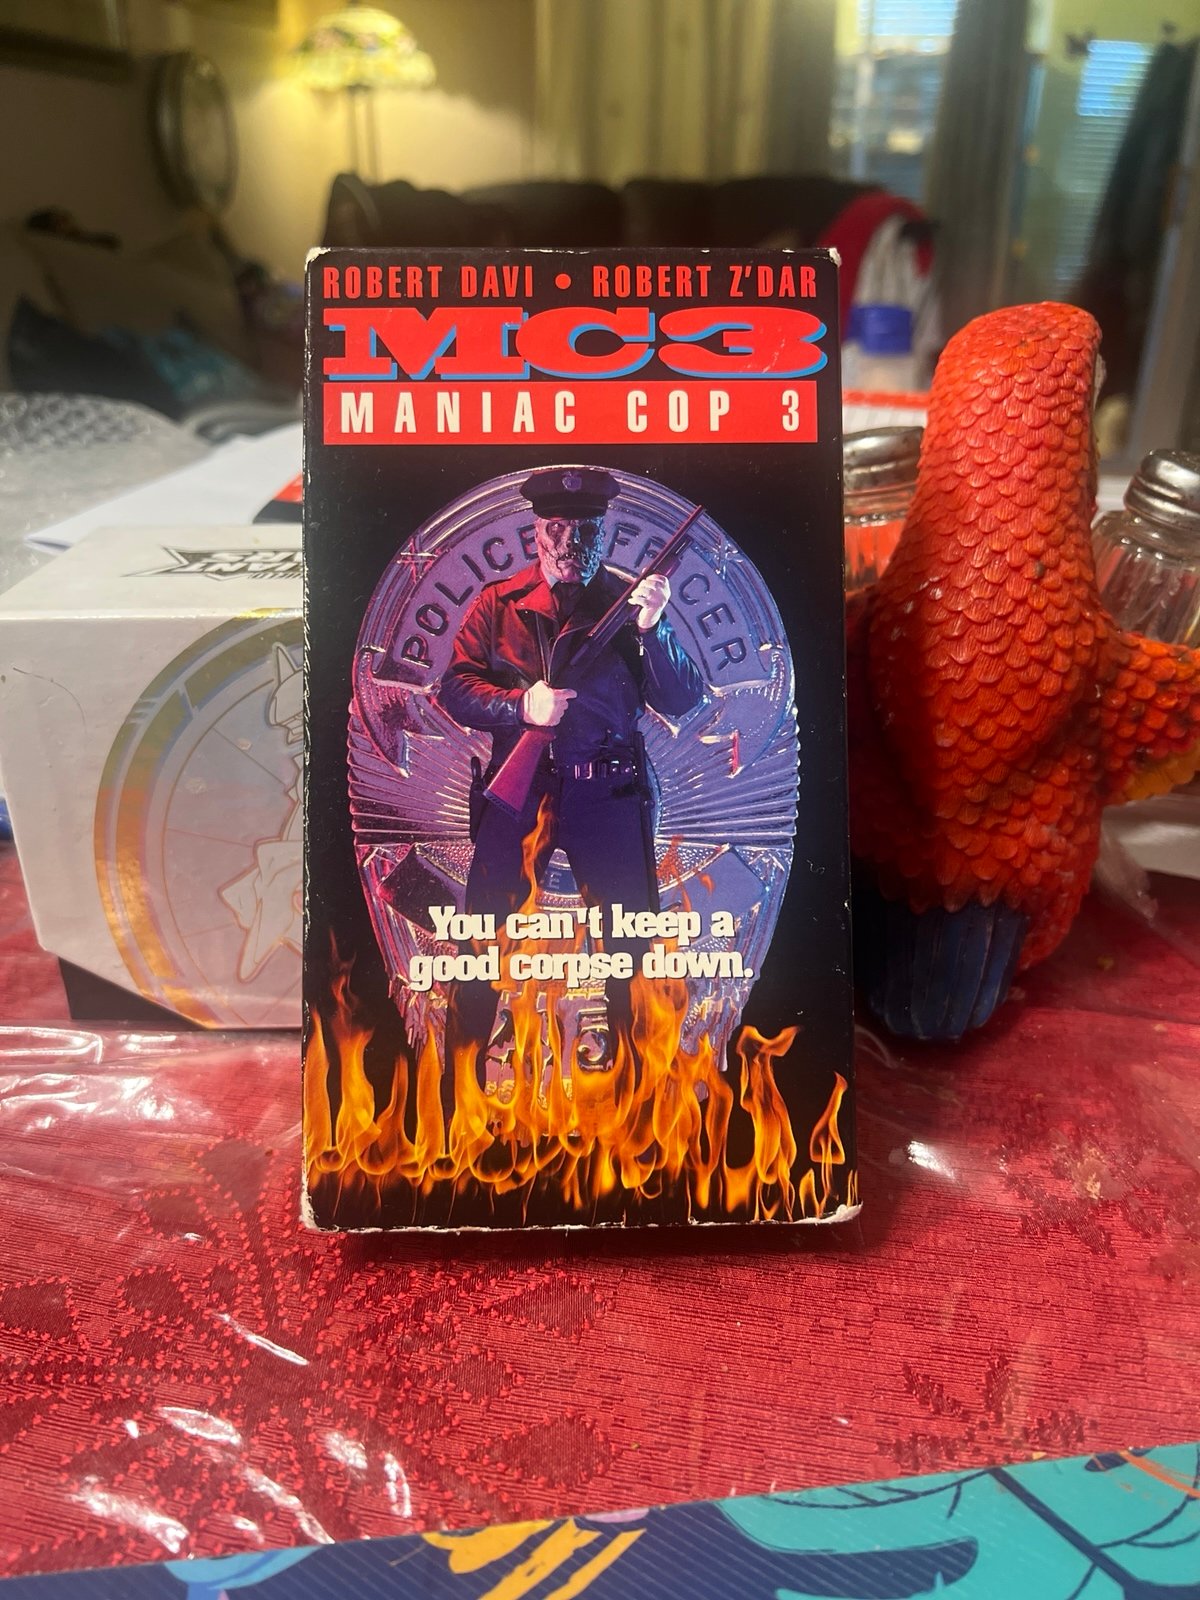 ROBERT DAVI • ROBERT Z'DAR
MC3
MANIAC COP 3
POLICE OFFICER
You can't keep a
good corpse down.